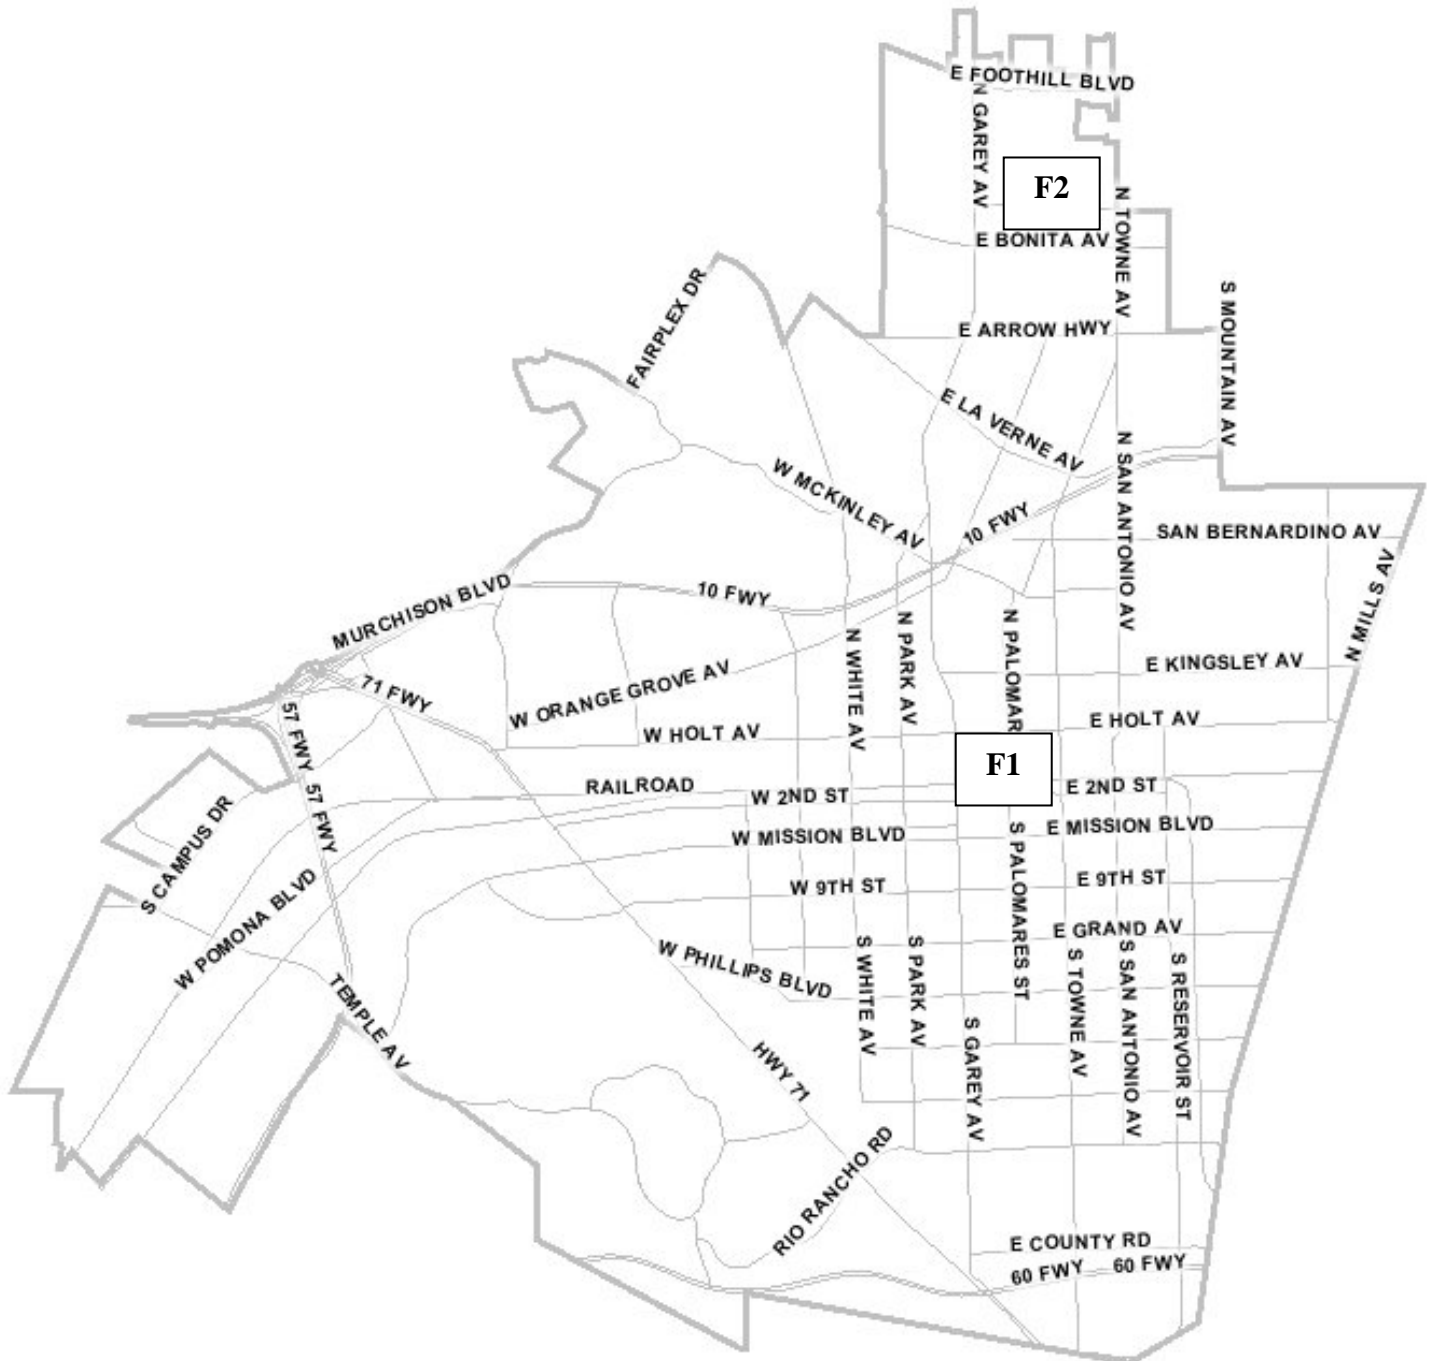 E FOOTHILL BLVD
N GAREY AV
F2
N TOWNE AV
E BONITA AV
S MOUNTAIN AV
FAIRPLEX DR
E ARROW HWY
E LA VERNE AV
N SAN ANTONIO AV
W MCKINLEY AV
10 FWY
SAN BERNARDINO AV
N MILLS AV
MURCHISON BLVD
10 FWY
N WHITE AV
N PARK AV
N PALOMAR
E KINGSLEY AV
71 FWY
W ORANGE GROVE AV
57 FWY
W HOLT AV
E HOLT AV
F1
RAILROAD
W 2ND ST
E 2ND ST
57 FWY
S CAMPUS DR
W MISSION BLVD
E MISSION BLVD
S PALOMARES ST
W POMONA BLVD
W 9TH ST
E 9TH ST
E GRAND AV
W PHILLIPS BLVD
S WHITE AV
S PARK AV
S TOWNE AV
S SAN ANTONIO AV
S RESERVOIR ST
TEMPLE AV
S GAREY AV
HWY 71
RIO RANCHO RD
E COUNTY RD
60 FWY
60 FWY